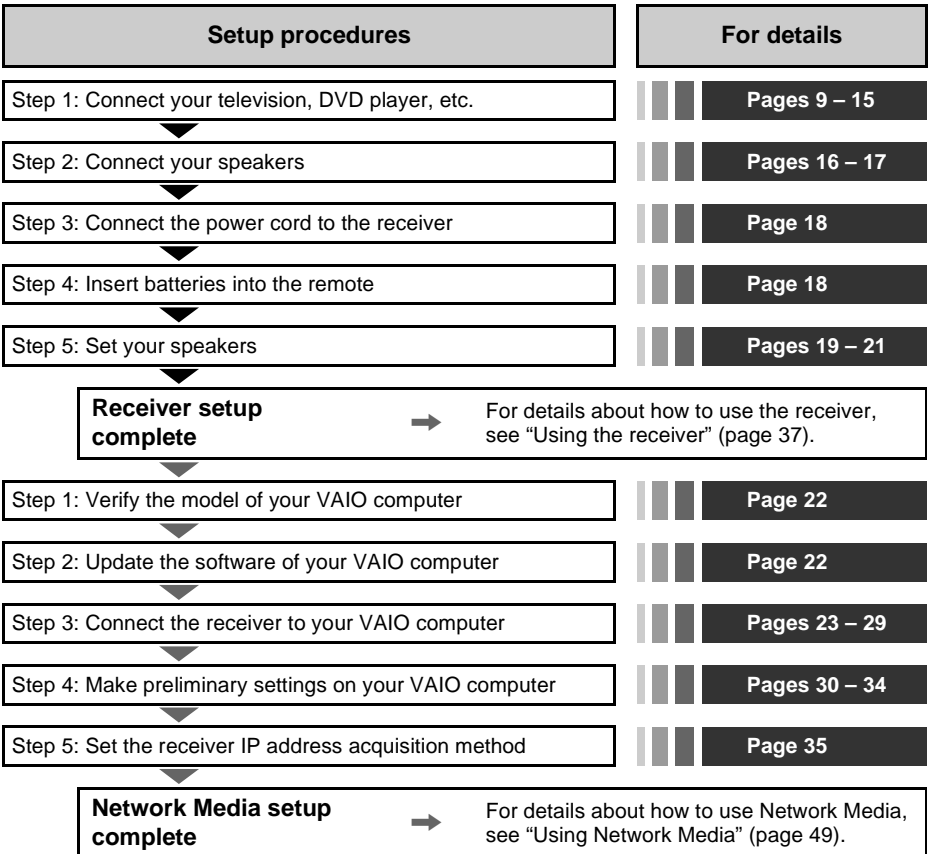 Setup procedures
For details
Step 1: Connect your television, DVD player, etc.
Pages 9 – 15
Step 2: Connect your speakers
Pages 16 – 17
Step 3: Connect the power cord to the receiver
Page 18
Step 4: Insert batteries into the remote
Page 18
Step 5: Set your speakers
Pages 19 – 21
Receiver setup
complete
For details about how to use the receiver,
see “Using the receiver” (page 37).
Step 1: Verify the model of your VAIO computer
Page 22
Step 2: Update the software of your VAIO computer
Page 22
Step 3: Connect the receiver to your VAIO computer
Pages 23 – 29
Step 4: Make preliminary settings on your VAIO computer
Pages 30 – 34
Step 5: Set the receiver IP address acquisition method
Page 35
Network Media setup
complete
For details about how to use Network Media,
see “Using Network Media” (page 49).